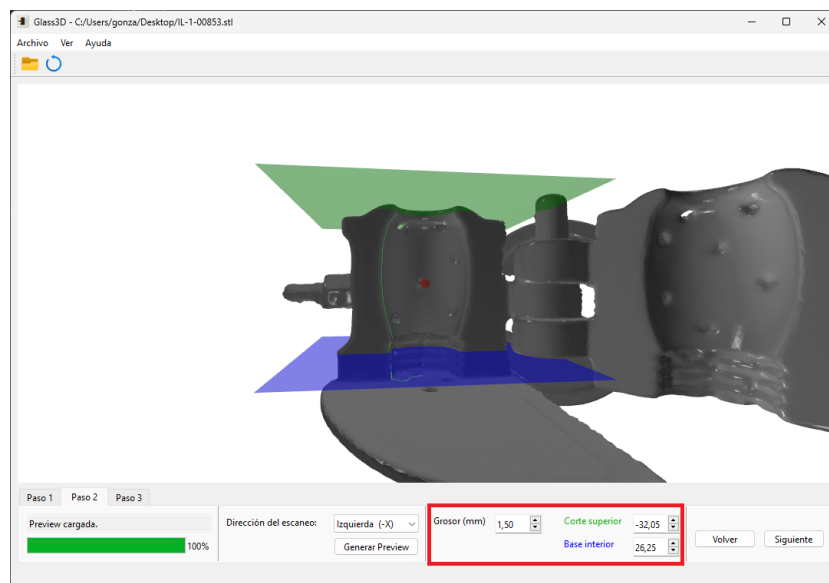 Glass3D - C:/Users/gonza/Desktop/IL-1-00853.stl
Archivo Ver Ayuda
Paso 1 Paso 2 Paso 3
Preview cargada.
100%
Dirección del escaneo:
Izquierda (-X)
Generar Preview
Grosor (mm) 1,50
Corte superior -32,05
Base interior 26,25
Volver Siguiente